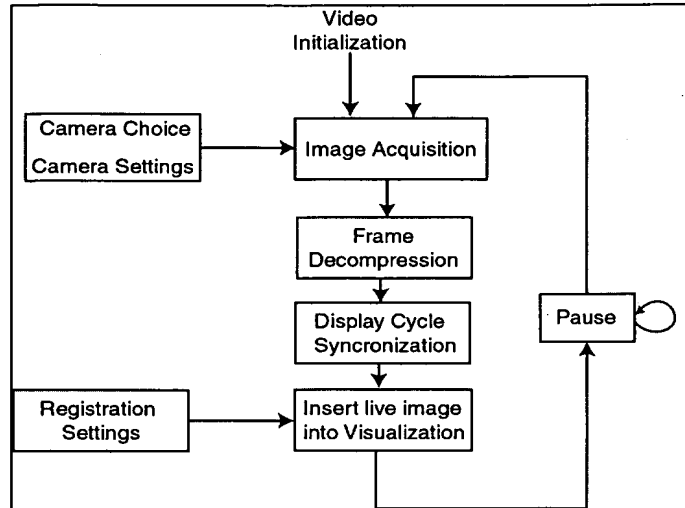 Video
Initialization
Camera Choice
Camera Settings
Image Acquisition
Frame
Decompression
Display Cycle
Syncronization
Pause
Registration
Settings
Insert live image
into Visualization